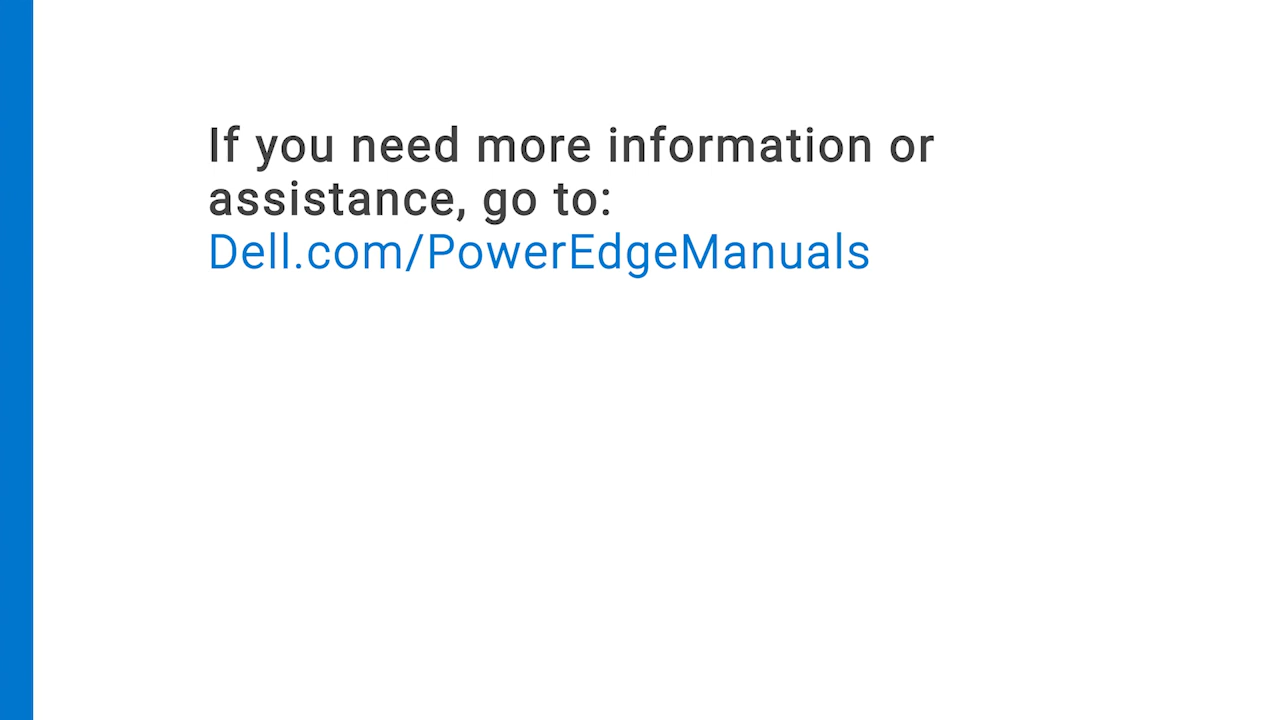 If you need more information or
assistance, go to:
Dell.com/PowerEdgeManuals